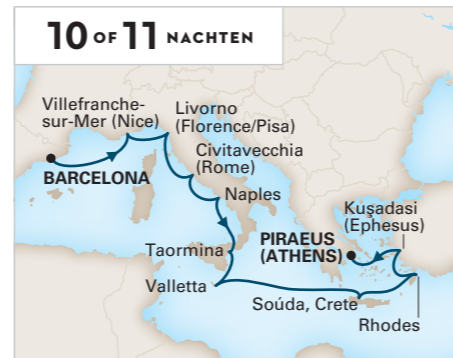 10 OF 11 NACHTEN
Villefranche-
sur-Mer (Nice)
Livorno
(Florence/Pisa)
Civitavecchia
(Rome)
BARCELONA
Naples
Kuşadasi
(Ephesus)
PIRAEUS
(ATHENS)
Taormina
Valletta
Soúda, Crete
Rhodes